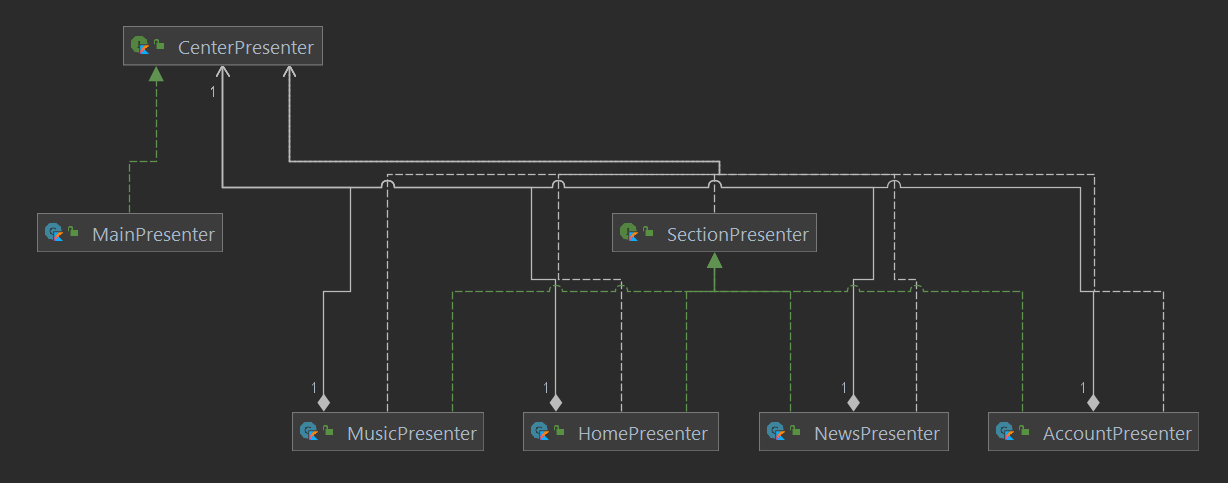 CenterPresenter
1
MainPresenter
SectionPresenter
1
1
1
1
MusicPresenter
HomePresenter
NewsPresenter
AccountPresenter